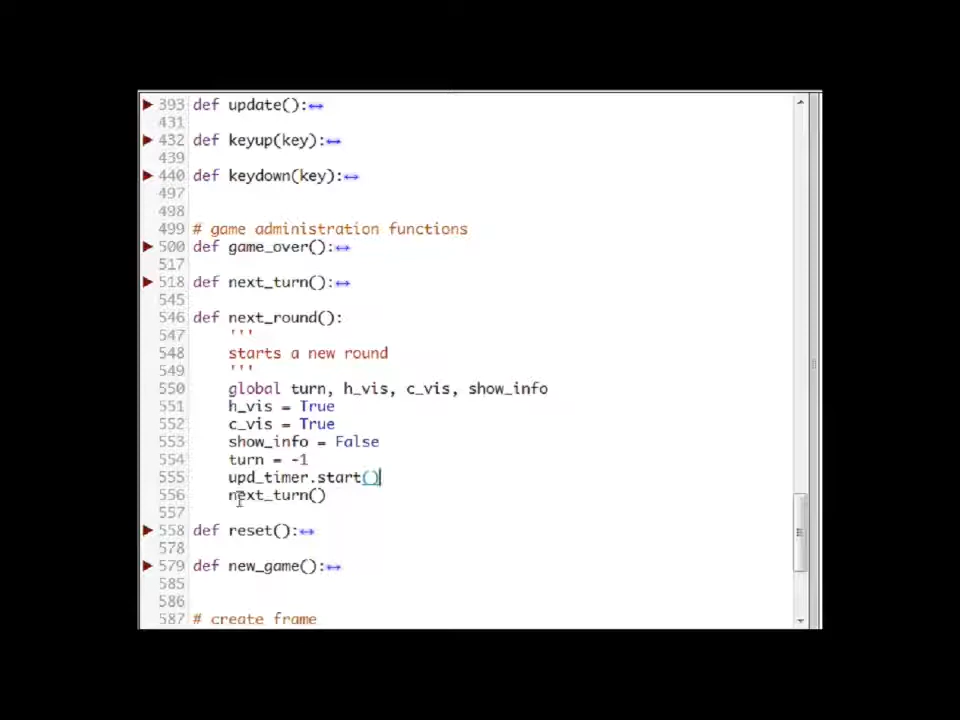 393 def update():
431
432 def keyup(key):
439
440 def keydown(key):
497
498
499 # game administration functions
500 def game_over():
517
518 def next_turn():
545
546 def next_round():
547 '''
548 starts a new round
549 '''
550 global turn, h_vis, c_vis, show_info
551 h_vis = True
552 c_vis = True
553 show_info = False
554 turn = -1
555 upd_timer.start()
556 next_turn()
557
558 def reset():
578
579 def new_game():
585
586
587 # create frame